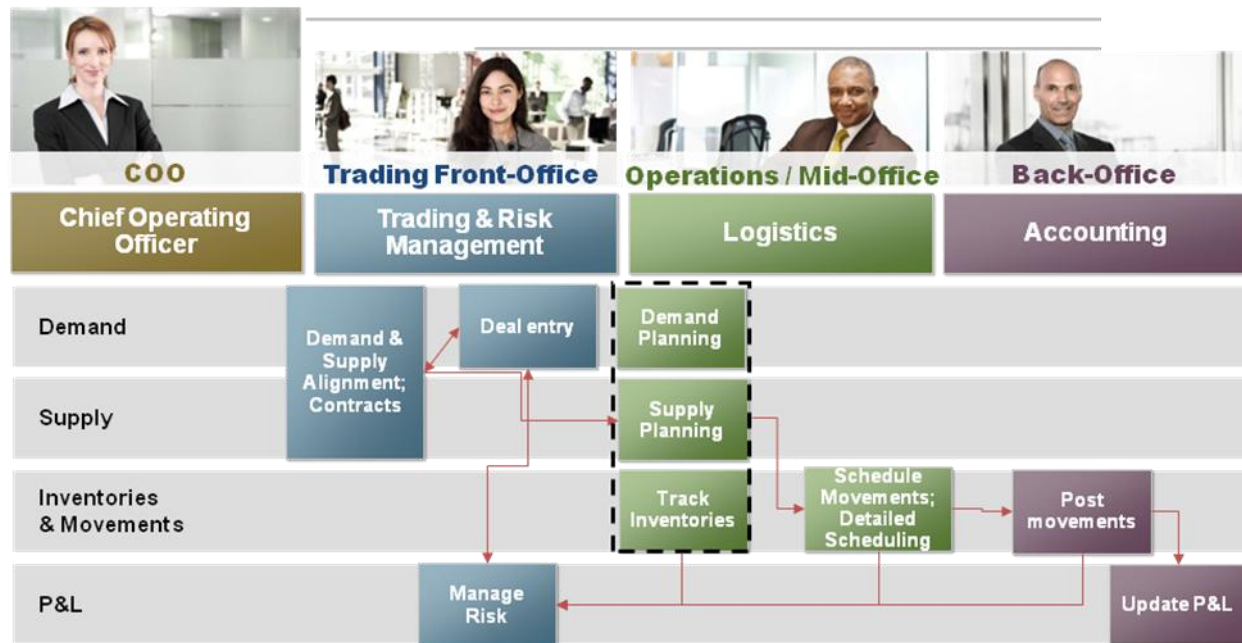 COO
Trading Front-Office
Operations / Mid-Office
Back-Office
Chief Operating
Officer
Trading & Risk
Management
Logistics
Accounting
Demand
Demand &
Supply
Alignment;
Contracts
Deal entry
Demand
Planning
Supply
Supply
Planning
Inventories
& Movements
Track
Inventories
Schedule
Movements;
Detailed
Scheduling
Post
movements
P&L
Manage
Risk
Update P&L